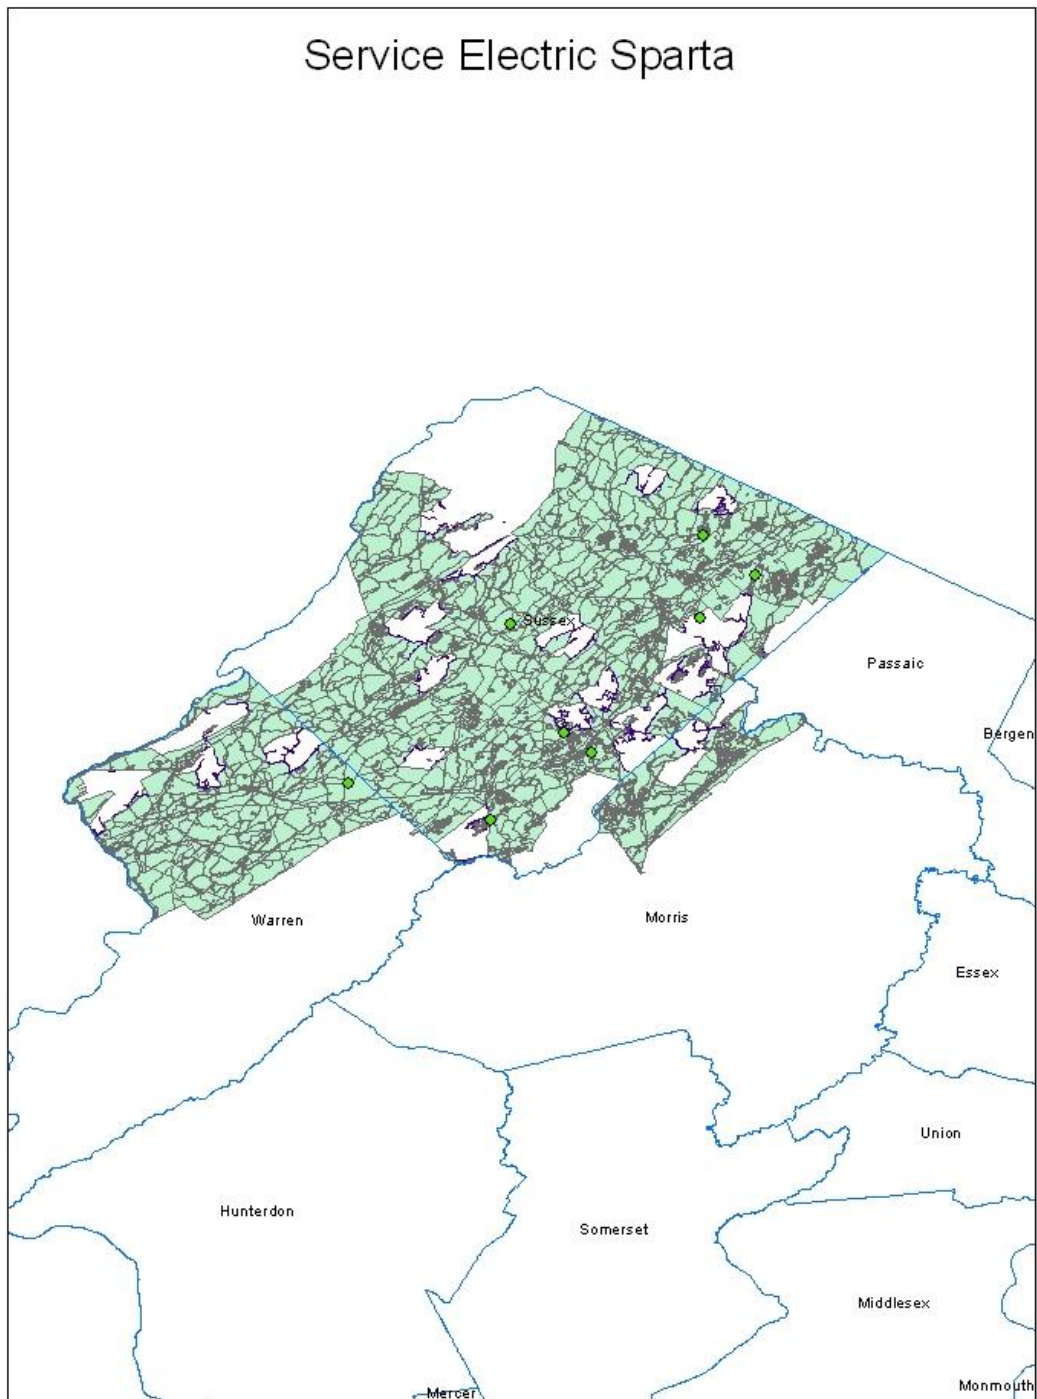 Service Electric Sparta
Sussex
Passaic
Bergen
Warren
Morris
Essex
Union
Hunterdon
Somerset
Middlesex
Monmouth
Mercer